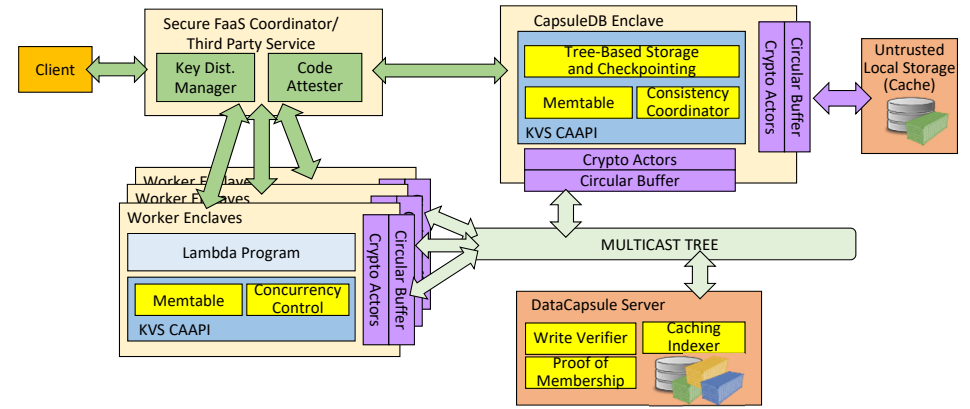 Client
Secure FaaS Coordinator/
Third Party Service
Key Dist.
Manager
Code
Attester
CapsuleDB Enclave
Tree-Based Storage
and Checkpointing
Memtable
Consistency
Coordinator
KVS CAAPI
Crypto Actors
Circular Buffer
Crypto Actors
Circular Buffer
Untrusted
Local Storage
(Cache)
Worker Enclaves
Worker Enclaves
Worker Enclaves
Lambda Program
Memtable
Concurrency
Control
KVS CAAPI
Crypto Actors
Circular Buffer
MULTICAST TREE
DataCapsule Server
Write Verifier
Caching
Indexer
Proof of
Membership